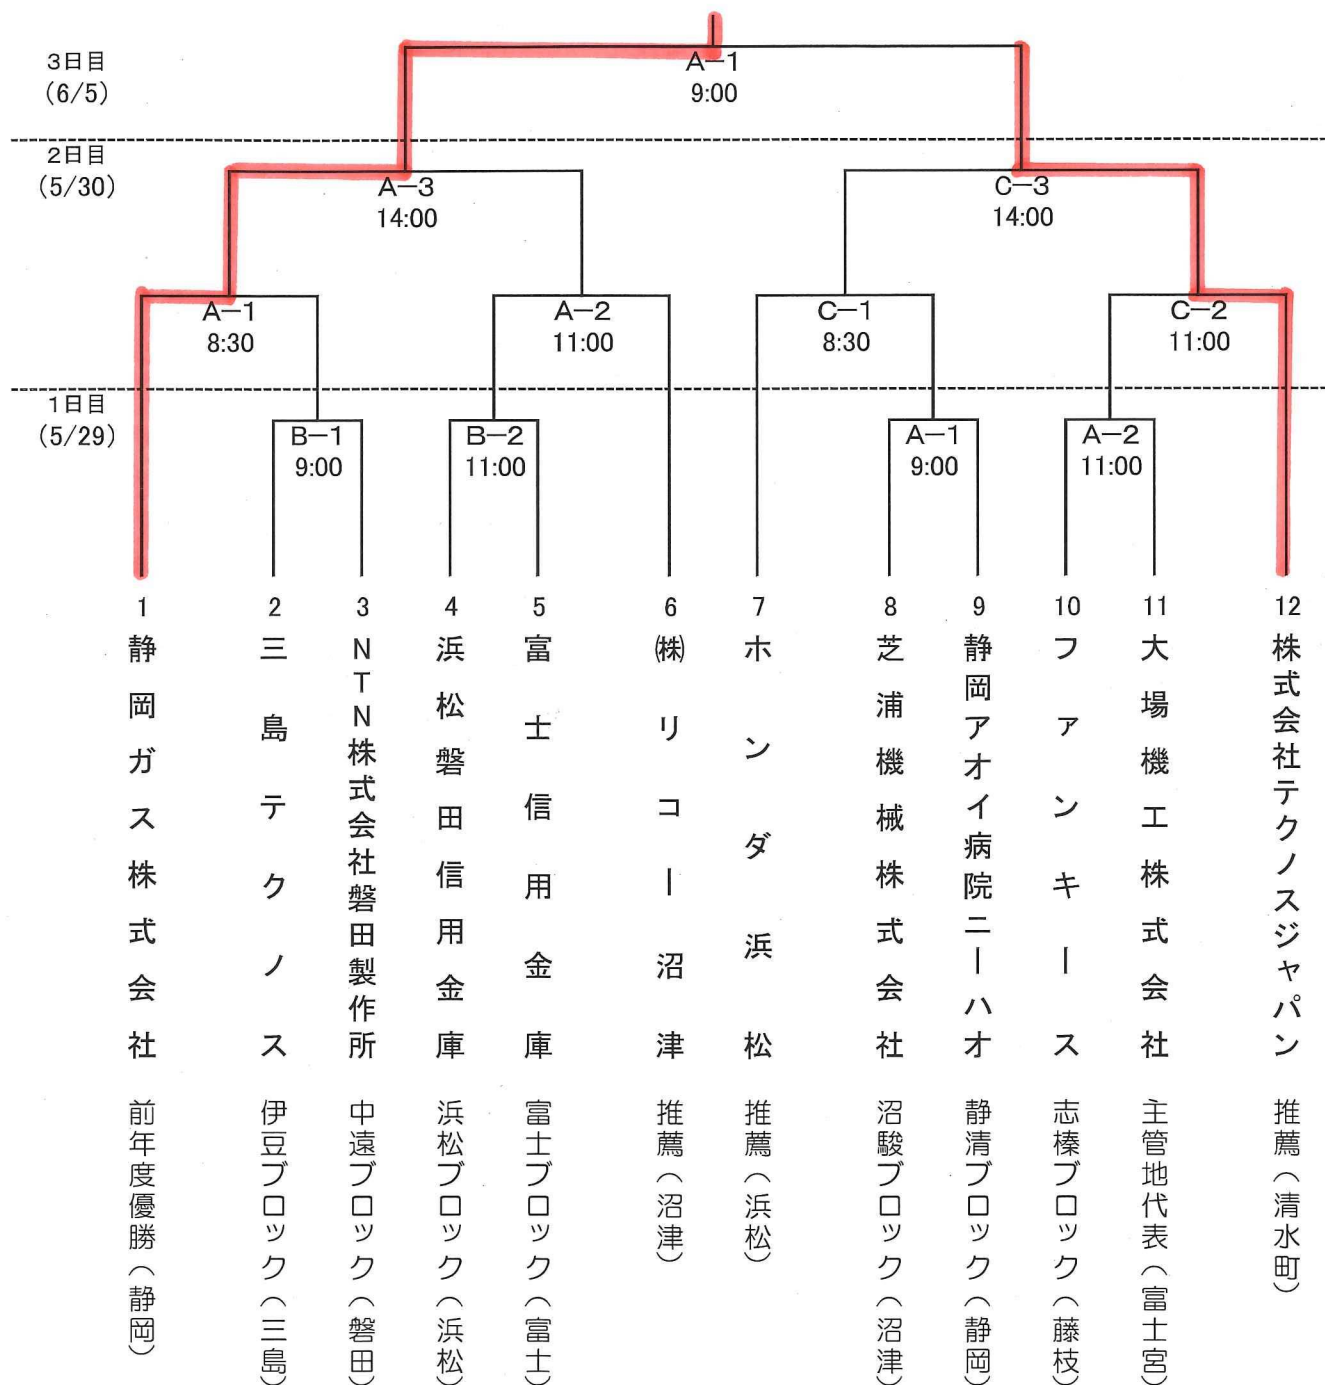 3日目
(6/5)
A-1
9:00
2日目
(5/30)
A-3
14:00
C-3
14:00
A-1
8:30
A-2
11:00
C-1
8:30
C-2
11:00
1日目
(5/29)
B-1
9:00
B-2
11:00
A-1
9:00
A-2
11:00
1
静岡ガス株式会社
前年度優勝(静岡)
2
三島テクノス
伊豆ブロック(三島)
3
NTN株式会社磐田製作所
中遠ブロック(磐田)
4
浜松磐田信用金庫
浜松ブロック(浜松)
5
富士信用金庫
富士ブロック(富士)
6
㈱リコー沼津
推薦(沼津)
7
ホンダ浜松
推薦(浜松)
8
芝浦機械株式会社
沼駿ブロック(沼津)
9
静岡アオイ病院ニーハオ
静清ブロック(静岡)
10
ファンキース
志榛ブロック(藤枝)
11
大場機工株式会社
主管地代表(富士宮)
12
株式会社テクノスジャパン
推薦(清水町)